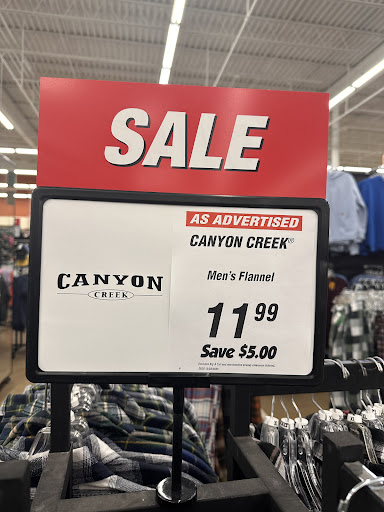 SALE
AS ADVERTISED
CANYON CREEK®
CANYON
CREEK
Men's Flannel
11 99
Save $5.00